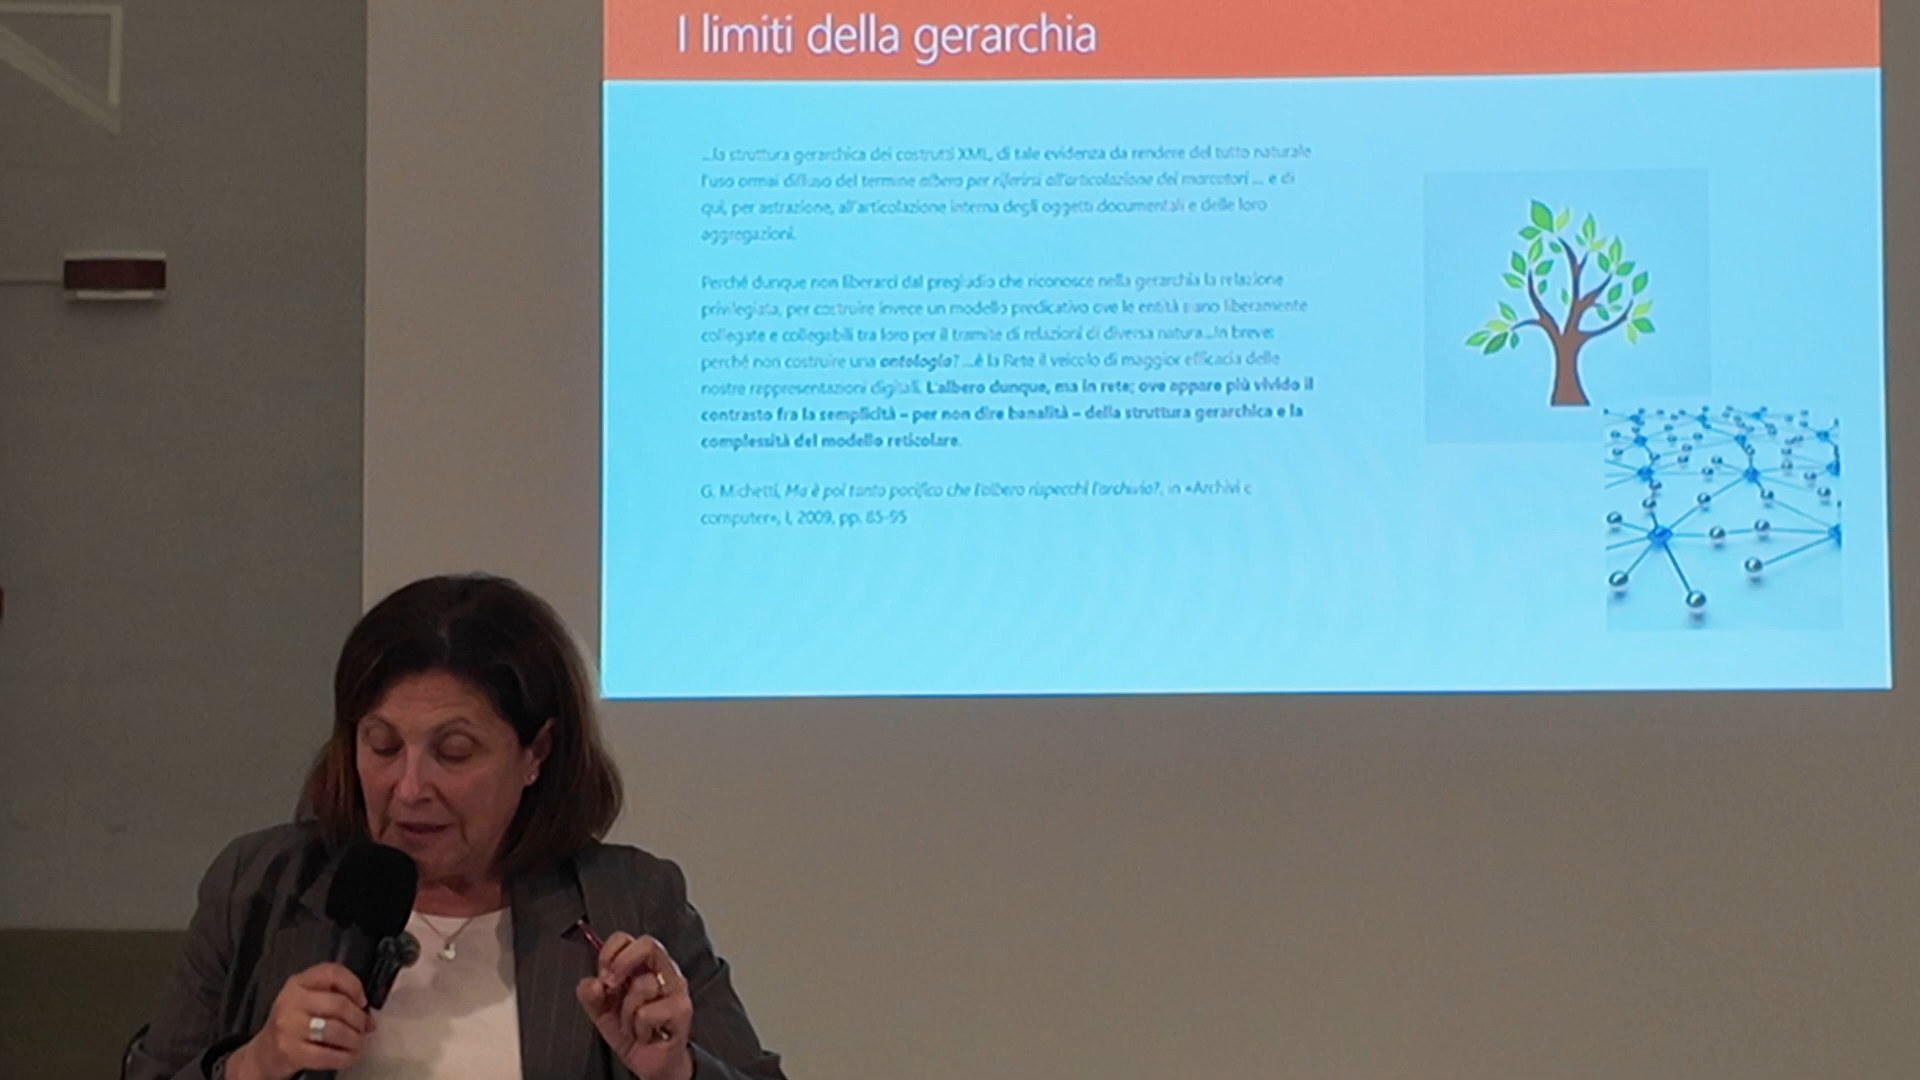 I limiti della gerarchia
...la struttura gerarchica dei costrutti XML, di tale evidenza da rendere del tutto naturale
l'uso ormai diffuso del termine albero per riferirsi all'articolazione dei marcatori ... e di
qui, per astrazione, all'articolazione interna degli oggetti documentali e delle loro
aggregazioni.
Perché dunque non liberarci dal pregiudizio che riconosce nella gerarchia la relazione
privilegiata, per costruire invece un modello predicativo ove le entità siano liberamente
collegate e collegabili tra loro per il tramite di relazioni di diversa natura...In breve:
perché non costruire una ontologia? ...è la Rete il veicolo di maggior efficacia delle
nostre rappresentazioni digitali. L'albero dunque, ma in rete; ove appare più vivido il
contrasto fra la semplicità – per non dire banalità – della struttura gerarchica e la
complessità del modello reticolare.
G. Michetti, Ma è poi tanto pacifico che l'albero rispecchi l'archivio?, in «Archivi e
computer», I, 2009, pp. 85-95